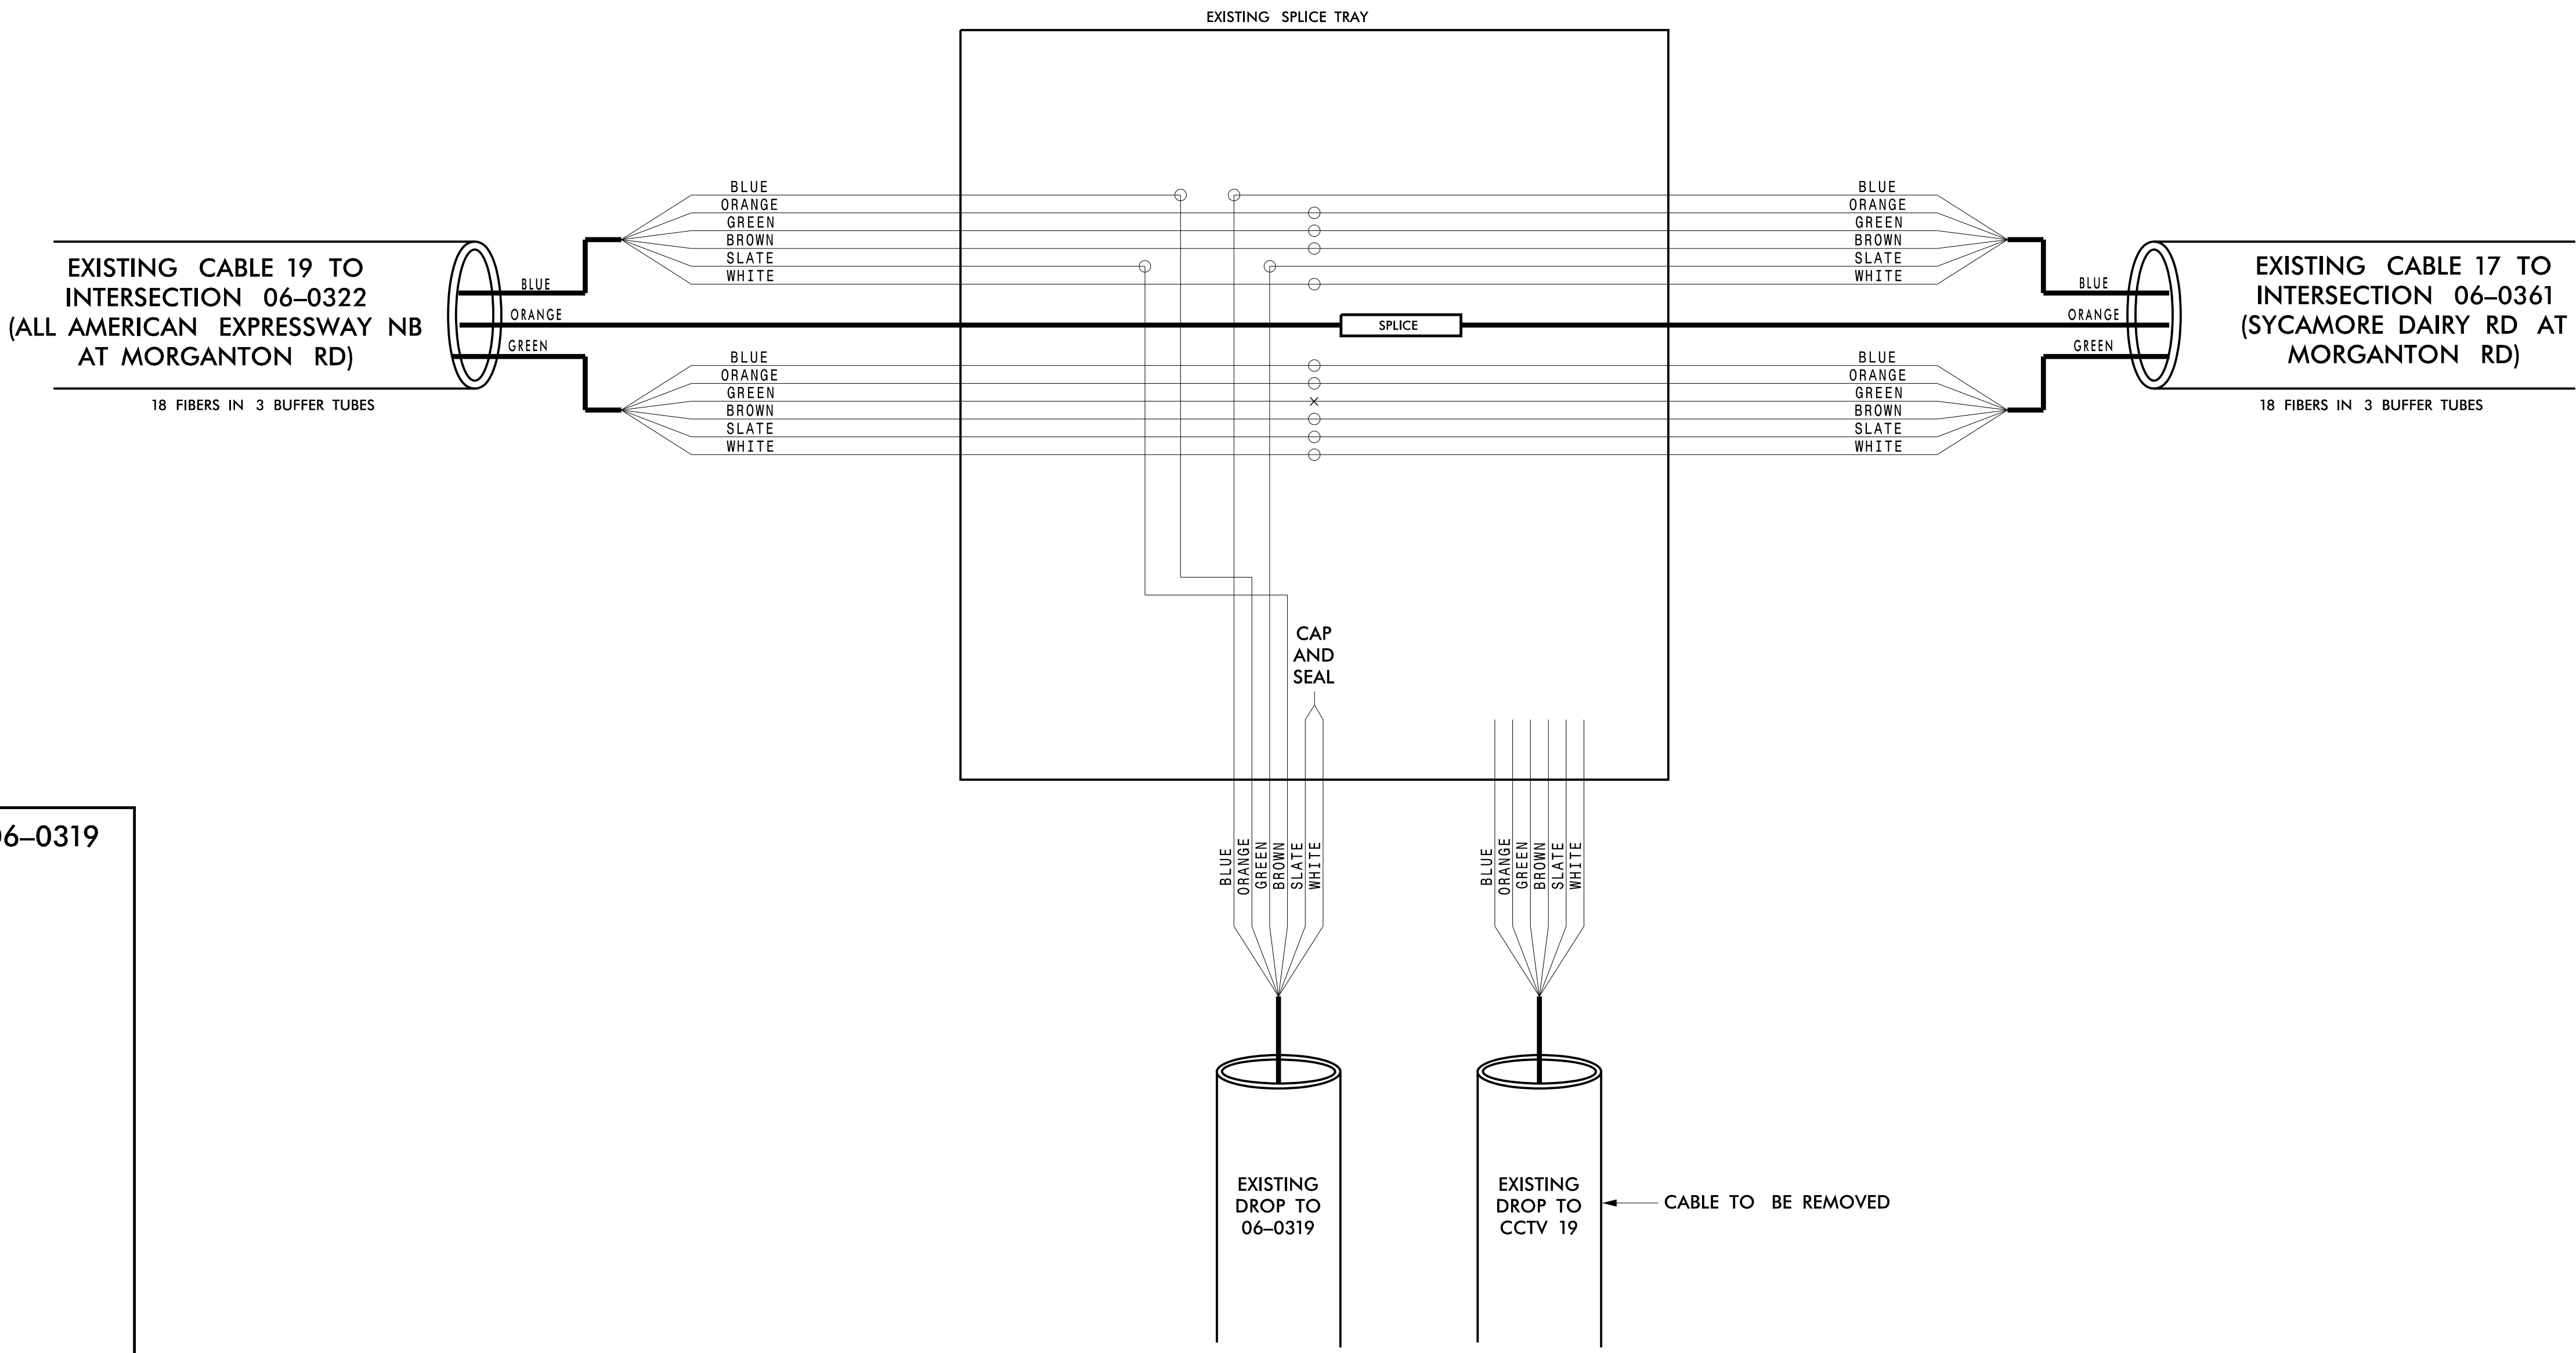 EXISTING SPLICE TRAY
BLUE
ORANGE
GREEN
BROWN
SLATE
WHITE
BLUE
ORANGE
GREEN
BROWN
SLATE
WHITE
EXISTING CABLE 19 TO
INTERSECTION 06–0322
(ALL AMERICAN EXPRESSWAY NB
AT MORGANTON RD)
18 FIBERS IN 3 BUFFER TUBES
BLUE
ORANGE
GREEN
SPLICE
BLUE
ORANGE
GREEN
EXISTING CABLE 17 TO
INTERSECTION 06–0361
(SYCAMORE DAIRY RD AT
MORGANTON RD)
18 FIBERS IN 3 BUFFER TUBES
BLUE
ORANGE
GREEN
BROWN
SLATE
WHITE
BLUE
ORANGE
GREEN
BROWN
SLATE
WHITE
CAP
AND
SEAL
6–0319
BLUE
ORANGE
GREEN
BROWN
SLATE
WHITE
BLUE
ORANGE
GREEN
BROWN
SLATE
WHITE
EXISTING
DROP TO
06–0319
EXISTING
DROP TO
CCTV 19
CABLE TO BE REMOVED